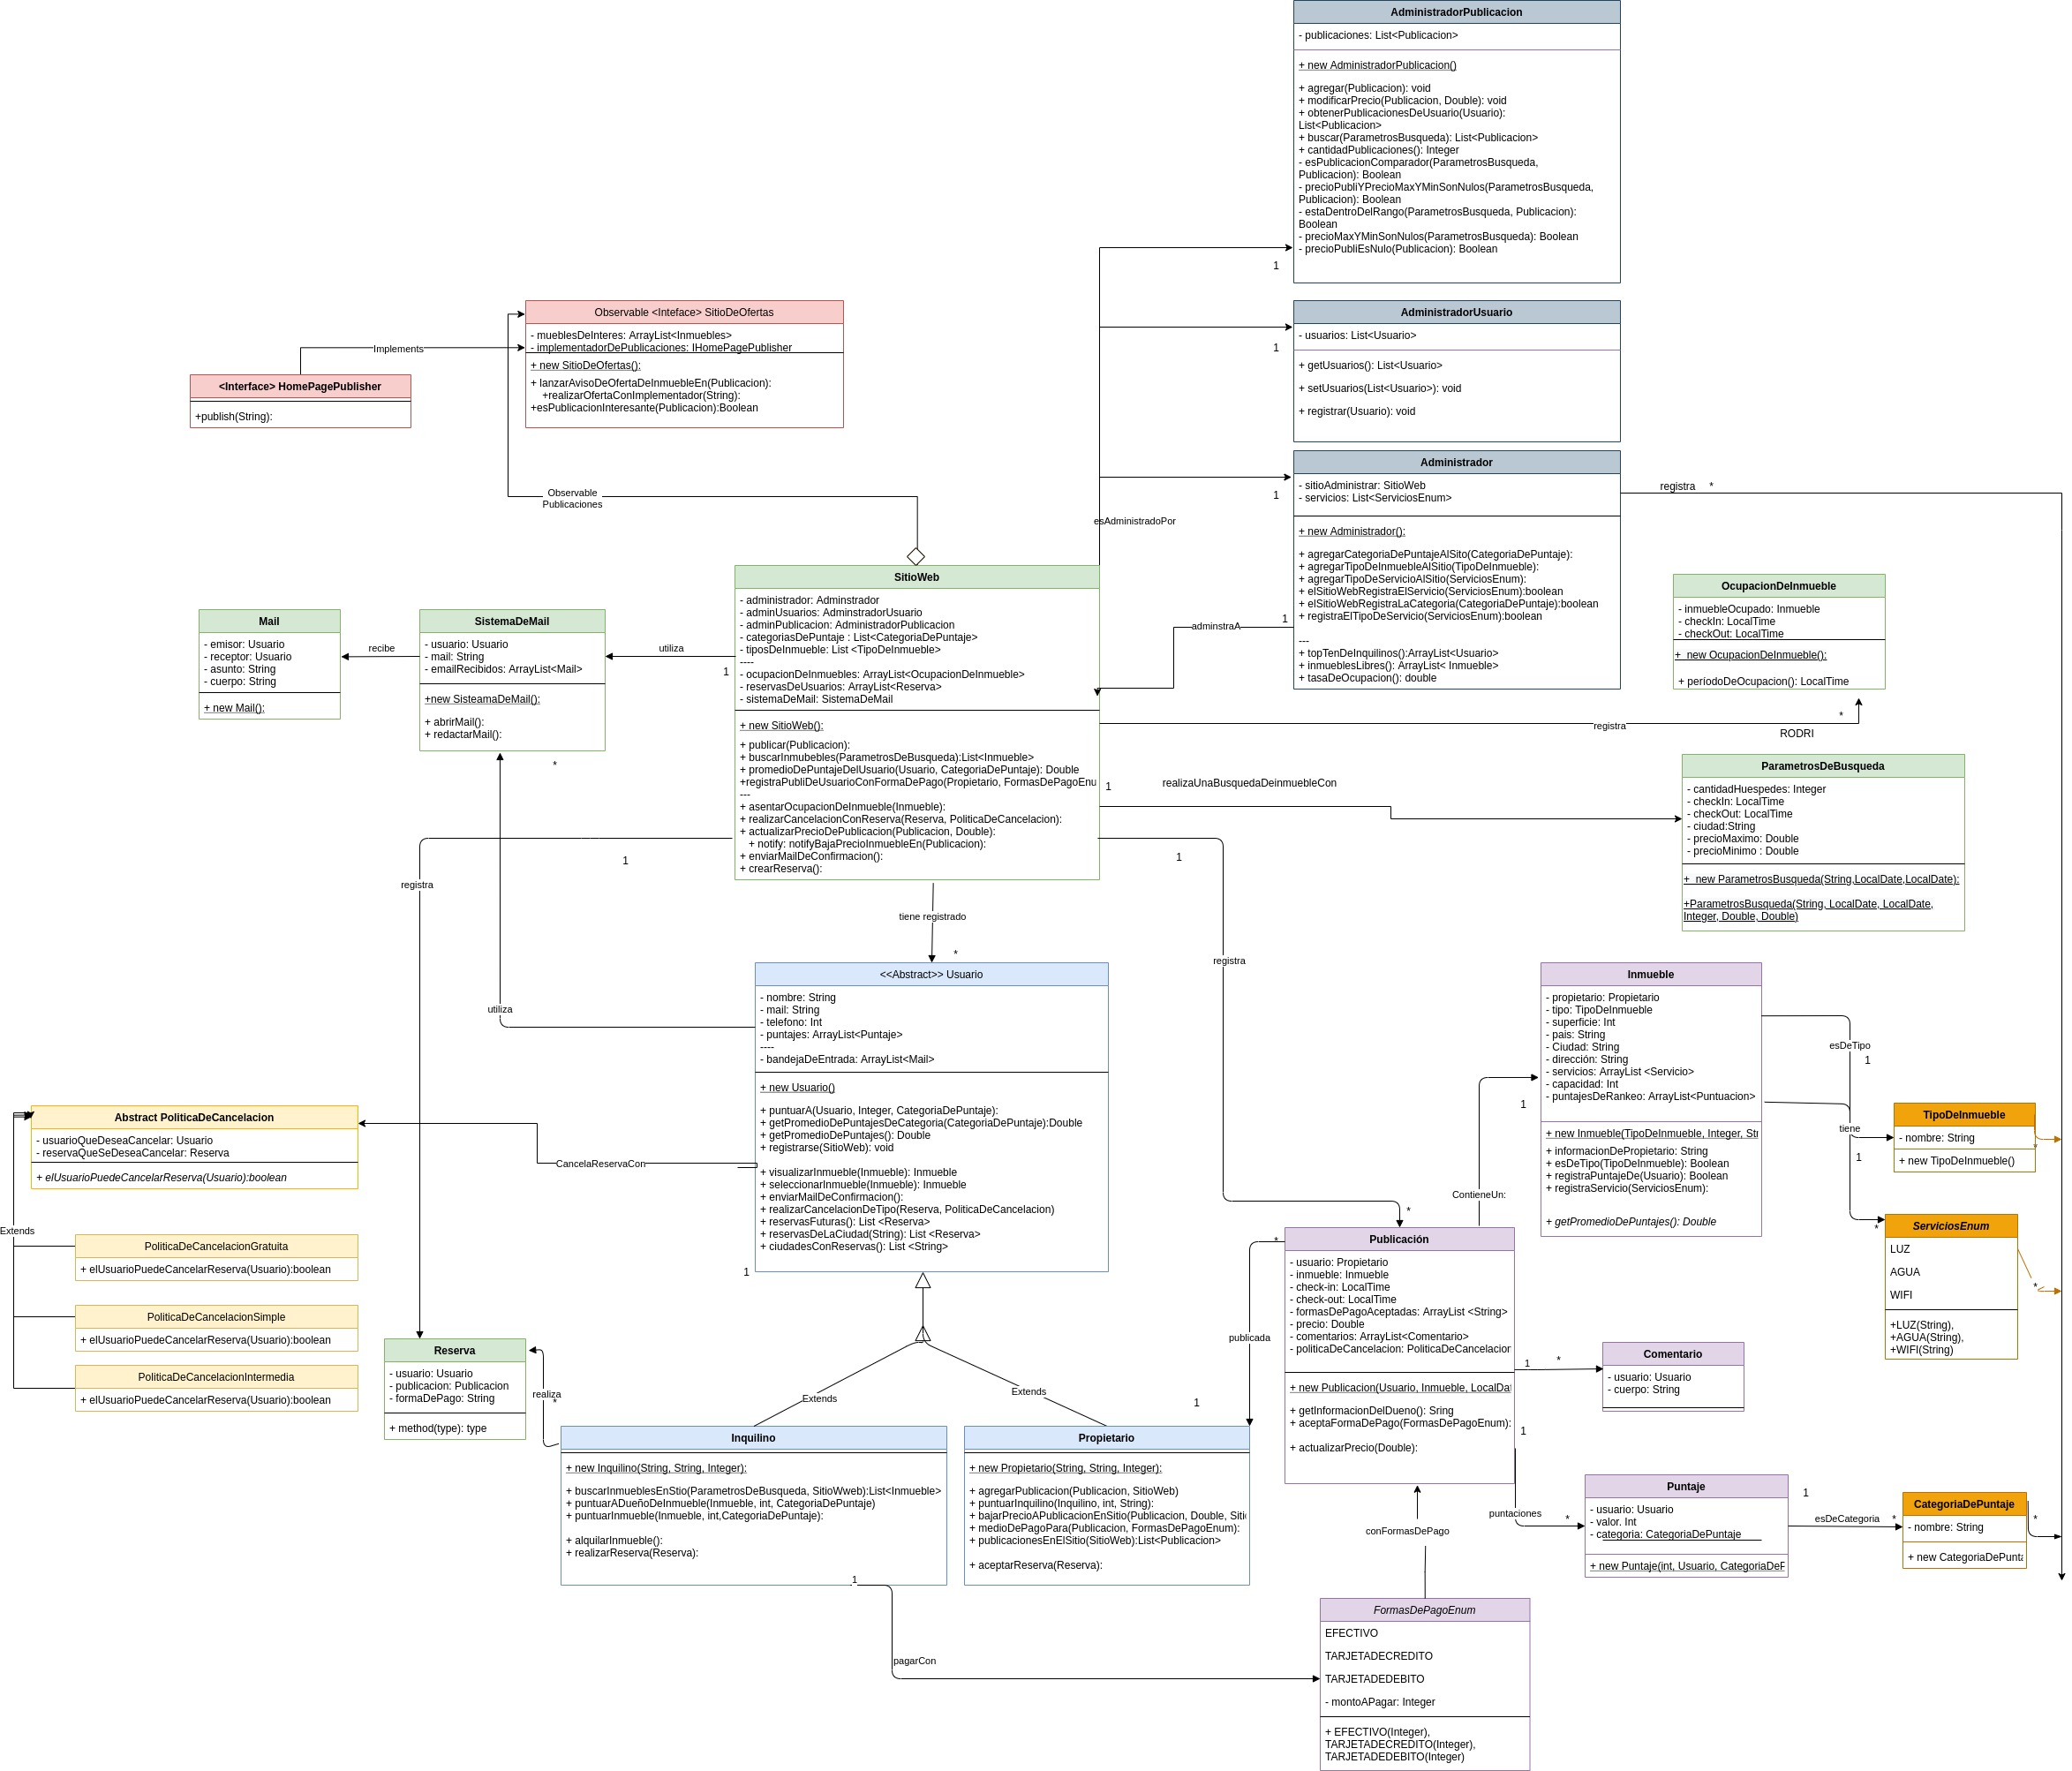 AdministradorPublicacion
- publicaciones: List<Publicacion>
+ new AdministradorPublicacion()
+ agregar(Publicacion): void
+ modificarPrecio(Publicacion, Double): void
+ obtenerPublicacionesDeUsuario(Usuario):
List<Publicacion>
+ buscar(ParametrosBusqueda): List<Publicacion>
+ cantidadPublicaciones(): Integer
- esPublicacionComparador(ParametrosBusqueda,
Publicacion): Boolean
- precioPubliYPrecioMaxYMinSonNulos(ParametrosBusqueda,
Publicacion): Boolean
- estaDentroDelRango(ParametrosBusqueda, Publicacion):
Boolean
- precioMaxYMinSonNulos(ParametrosBusqueda): Boolean
- precioPubliEsNulo(Publicacion): Boolean
1
Observable <Inteface> SitioDeOfertas
- mueblesDeInteres: ArrayList<Inmuebles>
- implementadorDePublicaciones: IHomePagePublisher
+ new SitioDeOfertas():
+ lanzarAvisoDeOfertaDeInmuebleEn(Publicacion):
+realizarOfertaConImplementador(String):
+esPublicacionInteresante(Publicacion):Boolean
Implements
<Interface> HomePagePublisher
+publish(String):
AdministradorUsuario
- usuarios: List<Usuario>
+ getUsuarios(): List<Usuario>
+ setUsuarios(List<Usuario>): void
+ registrar(Usuario): void
1
Observable
Publicaciones
esAdministradoPor
1
Administrador
- sitioAdministrar: SitioWeb
- servicios: List<ServiciosEnum>
+ new Administrador():
+ agregarCategoriaDePuntajeAlSito(CategoriaDePuntaje):
+ agregarTipoDeInmuebleAlSitio(TipoDeInmueble):
+ agregarTipoDeServicioAlSitio(ServiciosEnum):
+ elSitioWebRegistraElServicio(ServiciosEnum):boolean
+ elSitioWebRegistraLaCategoria(CategoriaDePuntaje):boolean
+ registraElTipoDeServicio(ServiciosEnum):boolean
---
+ topTenDeInquilinos():ArrayList<Usuario>
+ inmueblesLibres(): ArrayList< Inmueble>
+ tasaDeOcupacion(): double
registra
*
adminstraA
1
OcupacionDeInmueble
- inmuebleOcupado: Inmueble
- checkIn: LocalTime
- checkOut: LocalTime
+  new OcupacionDeInmueble():
+ períodoDeOcupacion(): LocalTime
Mail
- emisor: Usuario
- receptor: Usuario
- asunto: String
- cuerpo: String
+ new Mail():
recibe
SistemaDeMail
- usuario: Usuario
- mail: String
- emailRecibidos: ArrayList<Mail>
+new SisteamaDeMail():
+ abrirMail():
+ redactarMail():
*
utiliza
1
SitioWeb
- administrador: Adminstrador
- adminUsuarios: AdminstradorUsuario
- adminPublicacion: AdministradorPublicacion
- categoriasDePuntaje : List<CategoriaDePuntaje>
- tiposDeInmueble: List <TipoDeInmueble>
----
- ocupacionDeInmuebles: ArrayList<OcupacionDeInmueble>
- reservasDeUsuarios: ArrayList<Reserva>
- sistemaDeMail: SistemaDeMail
+ new SitioWeb():
+ publicar(Publicacion):
+ buscarInmubebles(ParametrosDeBusqueda):List<Inmueble>
+ promedioDePuntajeDelUsuario(Usuario, CategoriaDePuntaje): Double
+registraPubliDeUsuarioConFormaDePago(Propietario, FormasDePagoEnu
---
+ asentarOcupacionDeInmueble(Inmueble):
+ realizarCancelacionConReserva(Reserva, PoliticaDeCancelacion):
+ actualizarPrecioDePublicacion(Publicacion, Double):
+ notify: notifyBajaPrecioInmuebleEn(Publicacion):
+ enviarMailDeConfirmacion():
+ crearReserva():
registra
*
RODRI
1
realizaUnaBusquedaDeinmuebleCon
ParametrosDeBusqueda
- cantidadHuespedes: Integer
- checkIn: LocalTime
- checkOut: LocalTime
- ciudad:String
- precioMaximo: Double
- precioMinimo : Double
+  new ParametrosBusqueda(String,LocalDate,LocalDate):
+ParametrosBusqueda(String, LocalDate, LocalDate,
Integer, Double, Double)
1
registra
1
registra
tiene registrado
*
utiliza
<<Abstract>> Usuario
- nombre: String
- mail: String
- telefono: Int
- puntajes: ArrayList<Puntaje>
----
- bandejaDeEntrada: ArrayList<Mail>
+ new Usuario()
+ puntuarA(Usuario, Integer, CategoriaDePuntaje):
+ getPromedioDePuntajesDeCategoria(CategoriaDePuntaje):Double
+ getPromedioDePuntajes(): Double
+ registrarse(SitioWeb): void
+ visualizarInmueble(Inmueble): Inmueble
+ seleccionarInmueble(Inmueble): Inmueble
+ enviarMailDeConfirmacion():
+ realizarCancelacionDeTipo(Reserva, PoliticaDeCancelacion)
+ reservasFuturas(): List <Reserva>
+ reservasDeLaCiudad(String): List <Reserva>
+ ciudadesConReservas(): List <String>
1
CancelaReservaCon
Abstract PoliticaDeCancelacion
- usuarioQueDeseaCancelar: Usuario
- reservaQueSeDeseaCancelar: Reserva
+ elUsuarioPuedeCancelarReserva(Usuario):boolean
Extends
PoliticaDeCancelacionGratuita
+ elUsuarioPuedeCancelarReserva(Usuario):boolean
PoliticaDeCancelacionSimple
+ elUsuarioPuedeCancelarReserva(Usuario):boolean
PoliticaDeCancelacionIntermedia
+ elUsuarioPuedeCancelarReserva(Usuario):boolean
Inmueble
- propietario: Propietario
- tipo: TipoDeInmueble
- superficie: Int
- pais: String
- Ciudad: String
- dirección: String
- servicios: ArrayList <Servicio>
- capacidad: Int
- puntajesDeRankeo: ArrayList<Puntuacion>
+ new Inmueble(TipoDeInmueble, Integer, Str
+ informacionDePropietario: String
+ esDeTipo(TipoDeInmueble): Boolean
+ registraPuntajeDe(Usuario): Boolean
+ registraServicio(ServiciosEnum):
+ getPromedioDePuntajes(): Double
esDeTipo
1
tiene
1
*
1
ContieneUn:
TipoDeInmueble
- nombre: String
+ new TipoDeInmueble()
*
ServiciosEnum
LUZ
AGUA
WIFI
+LUZ(String),
+AGUA(String),
+WIFI(String)
*
*
Publicación
- usuario: Propietario
- inmueble: Inmueble
- check-in: LocalTime
- check-out: LocalTime
- formasDePagoAceptadas: ArrayList <String>
- precio: Double
- comentarios: ArrayList<Comentario>
- politicaDeCancelacion: PoliticaDeCancelacion
+ new Publicacion(Usuario, Inmueble, LocalDat
+ getInformacionDelDueno(): Sring
+ aceptaFormaDePago(FormasDePagoEnum):
+ actualizarPrecio(Double):
*
publicada
1
1
*
Comentario
- usuario: Usuario
- cuerpo: String
1
puntaciones
*
Puntaje
- usuario: Usuario
- valor. Int
- categoria: CategoriaDePuntaje
+ new Puntaje(int, Usuario, CategoriaDeP
1
esDeCategoria
*
CategoriaDePuntaje
- nombre: String
+ new CategoriaDePunta
*
Reserva
- usuario: Usuario
- publicacion: Publicacion
- formaDePago: String
+ method(type): type
realiza
*
Extends
Extends
Inquilino
+ new Inquilino(String, String, Integer):
+ buscarInmueblesEnStio(ParametrosDeBusqueda, SitioWweb):List<Inmueble>
+ puntuarADueñoDeInmueble(Inmueble, int, CategoriaDePuntaje)
+ puntuarInmueble(Inmueble, int,CategoriaDePuntaje):
+ alquilarInmueble():
+ realizarReserva(Reserva):
1
Propietario
+ new Propietario(String, String, Integer):
+ agregarPublicacion(Publicacion, SitioWeb)
+ puntuarInquilino(Inquilino, int, String):
+ bajarPrecioAPublicacionEnSitio(Publicacion, Double, Siti
+ medioDePagoPara(Publicacion, FormasDePagoEnum):
+ publicacionesEnElSitio(SitioWeb):List<Publicacion>
+ aceptarReserva(Reserva):
conFormasDePago
pagarCon
FormasDePagoEnum
EFECTIVO
TARJETADECREDITO
TARJETADEDEBITO
- montoAPagar: Integer
+ EFECTIVO(Integer),
TARJETADECREDITO(Integer),
TARJETADEDEBITO(Integer)